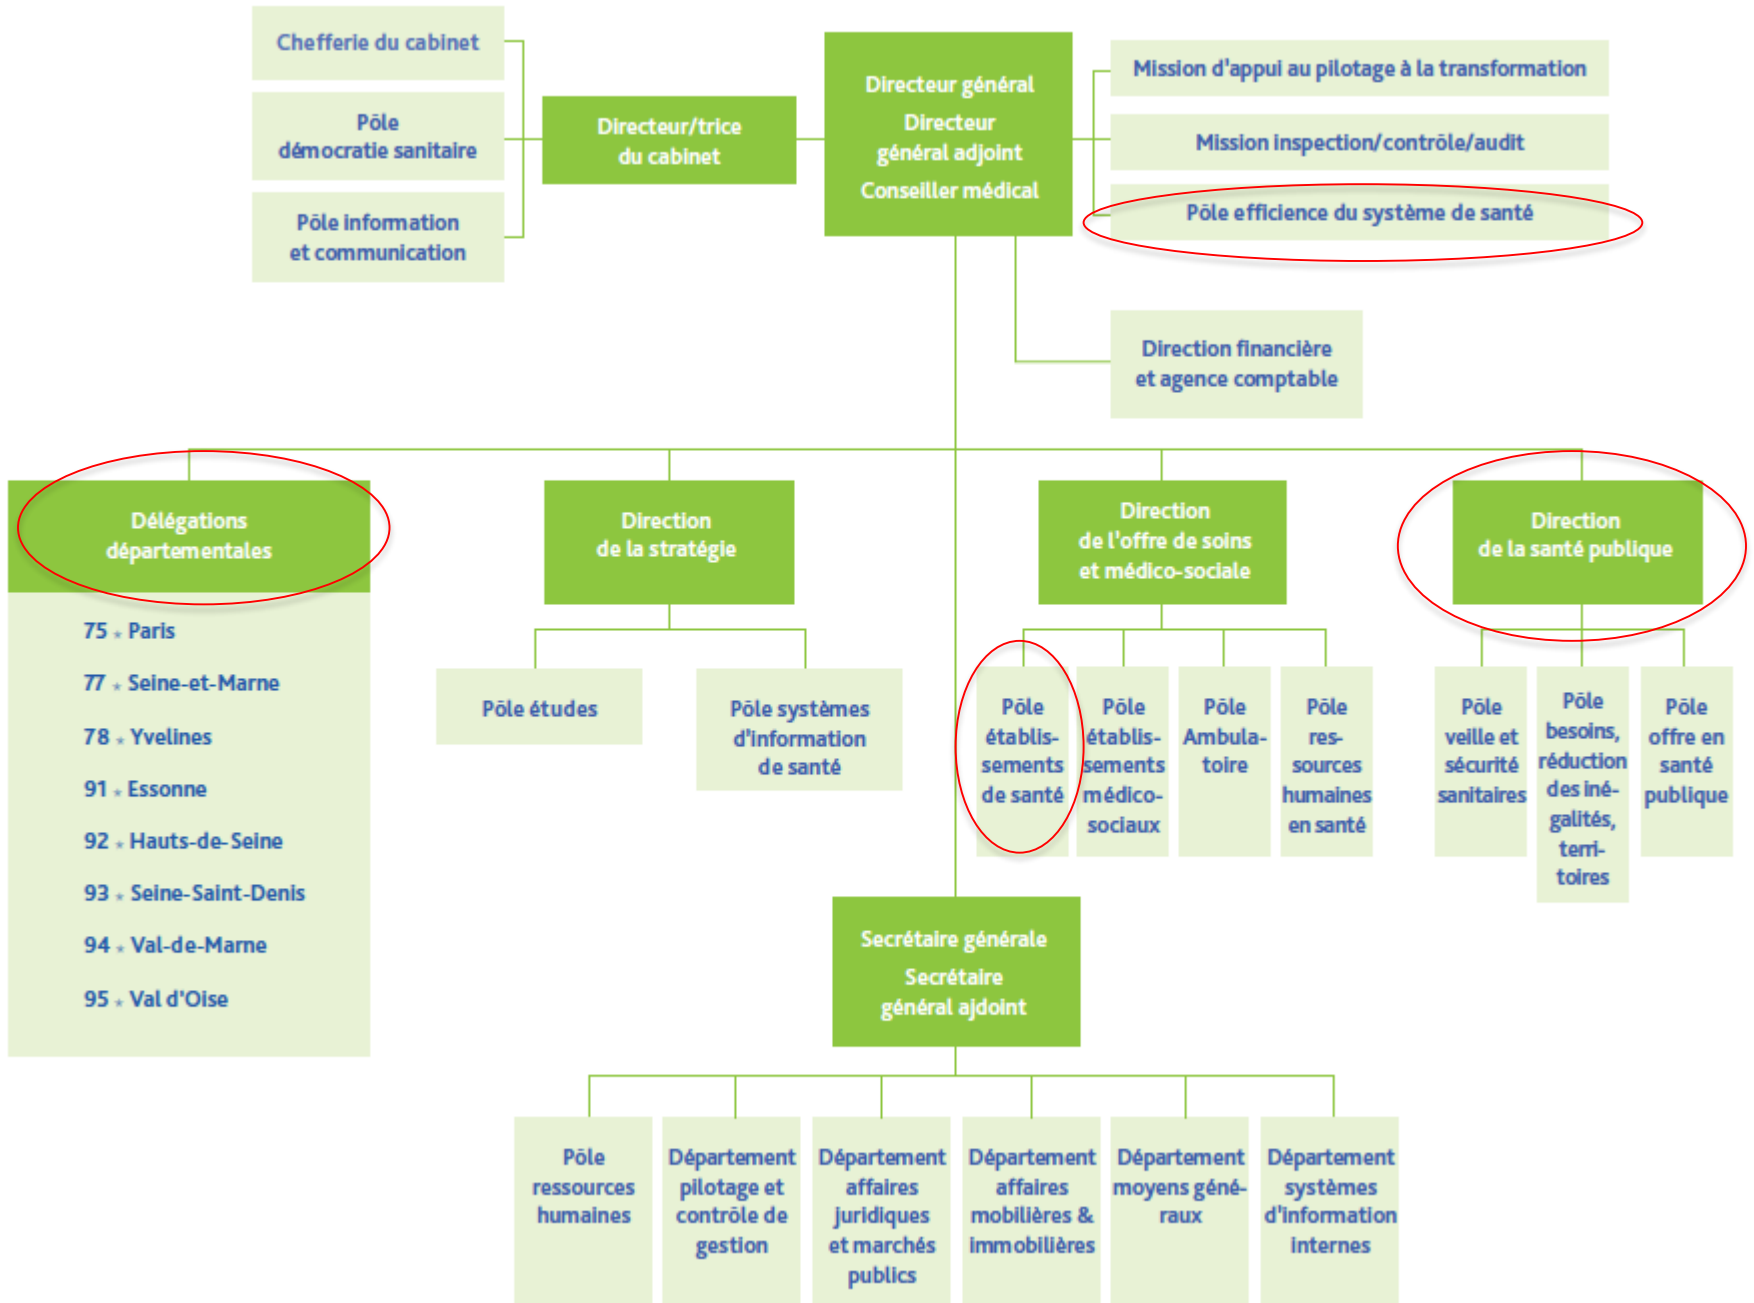 Chefferie du cabinet
Pôle
démocratie sanitaire
Pôle information
et communication
Directeur/trice
du cabinet
Directeur général
Directeur
général adjoint
Conseiller médical
Mission d'appui au pilotage à la transformation
Mission inspection/contrôle/audit
Pôle efficience du système de santé
Direction financière
et agence comptable
Délégations
départementales
75 ★ Paris
77 ★ Seine-et-Marne
78 ★ Yvelines
91 ★ Essonne
92 ★ Hauts-de-Seine
93 ★ Seine-Saint-Denis
94 ★ Val-de-Marne
95 ★ Val d'Oise
Direction
de la stratégie
Pôle études
Pôle systèmes
d'information
de santé
Direction
de l'offre de soins
et médico-sociale
Pôle
établis-
sements
de santé
Pôle
établis-
sements
médico-
sociaux
Pôle
Ambula-
toire
Pôle
res-
sources
humaines
en santé
Direction
de la santé publique
Pôle
veille et
sécurité
sanitaires
Pôle
besoins,
réduction
des iné-
galités,
terri-
toires
Pôle
offre en
santé
publique
Secrétaire générale
Secrétaire
général ajdoint
Pôle
ressources
humaines
Département
pilotage et
contrôle de
gestion
Département
affaires
juridiques
et marchés
publics
Département
affaires
mobilières &
immobilières
Département
moyens géné-
raux
Département
systèmes
d'information
internes